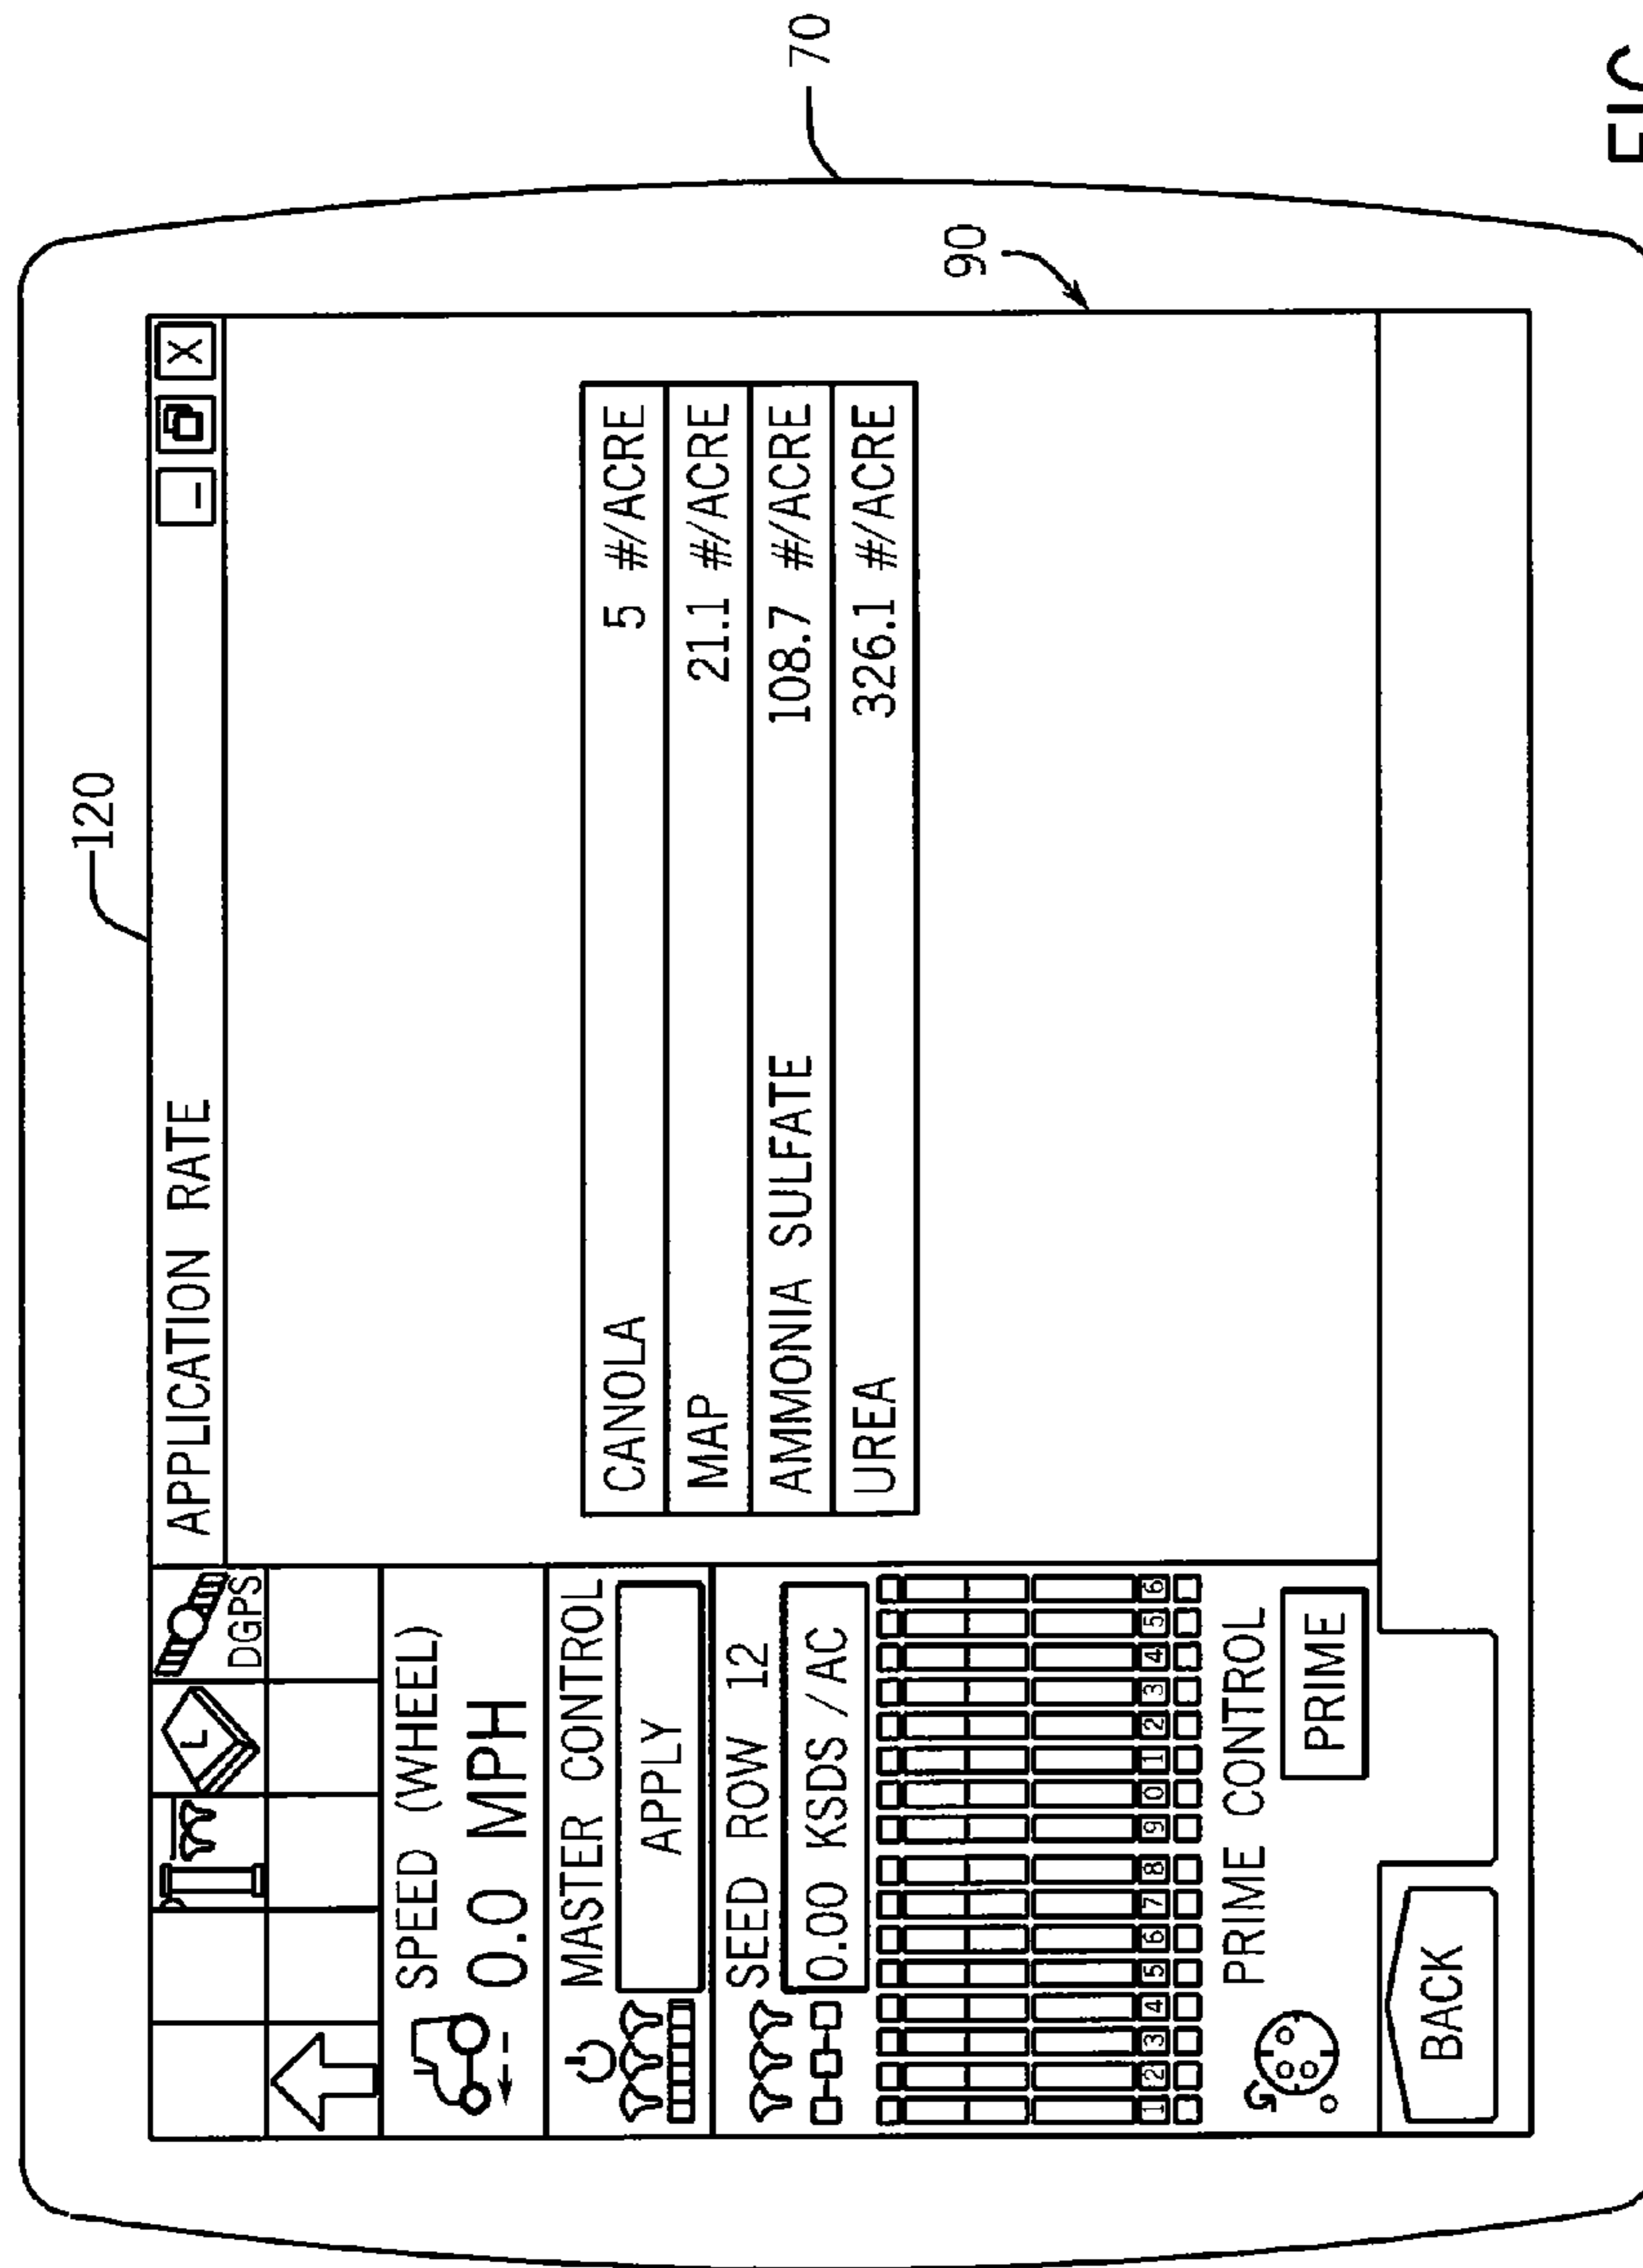 120
70
90
APPLICATION RATE
_ X
L
DGPS
SPEED (WHEEL)
0.0 MPH
MASTER CONTROL
APPLY
SEED ROW 12
0.00 KSDS/AC
1 2 3 4 5 6 7 8 9 0 1 2 3 4 5 6
PRIME CONTROL
PRIME
CANOLA 5 #/ACRE
MAP 21.1 #/ACRE
AMMONIA SULFATE 108.7 #/ACRE
UREA 326.1 #/ACRE
BACK